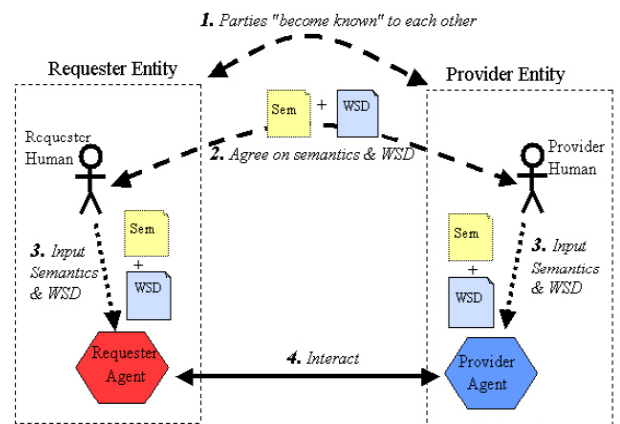 1. Parties "become known" to each other
Requester Entity
Provider Entity
Sem
+
WSD
Requester
Human
2. Agree on semantics & WSD
Provider
Human
3. Input
Semantics
& WSD
Sem
+
WSD
Sem
+
WSD
3. Input
Semantics
& WSD
Requester
Agent
4. Interact
Provider
Agent